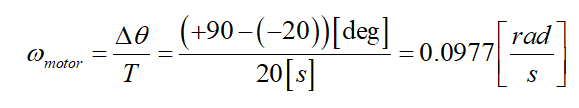 ω_motor = Δθ / T = (+90 − (−20)) [deg] / 20 [s] = 0.0977 [rad / s]